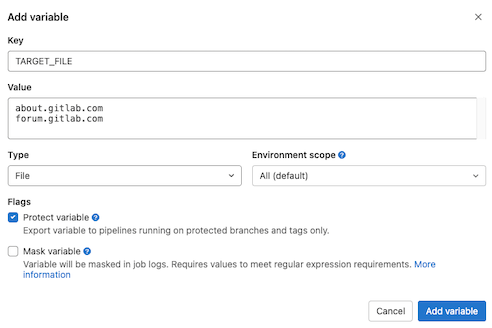 Add variable
Key
TARGET_FILE
Value
about.gitlab.com
forum.gitlab.com
Type
Environment scope
File
All (default)
Flags
Protect variable
Export variable to pipelines running on protected branches and tags only.
Mask variable
Variable will be masked in job logs. Requires values to meet regular expression requirements. More
information
Cancel
Add variable